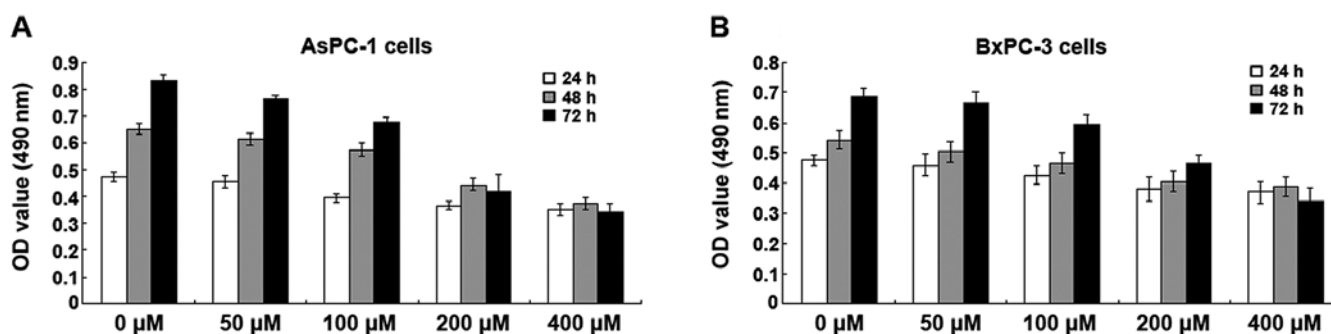 A
AsPC-1 cells
OD value (490 nm)
0.9
0.8
0.7
0.6
0.5
0.4
0.3
0.2
0.1
0
24 h
48 h
72 h
0 µM 50 µM 100 µM 200 µM 400 µM
B
BxPC-3 cells
OD value (490 nm)
0.8
0.7
0.6
0.5
0.4
0.3
0.2
0.1
0
24 h
48 h
72 h
0 µM 50 µM 100 µM 200 µM 400 µM